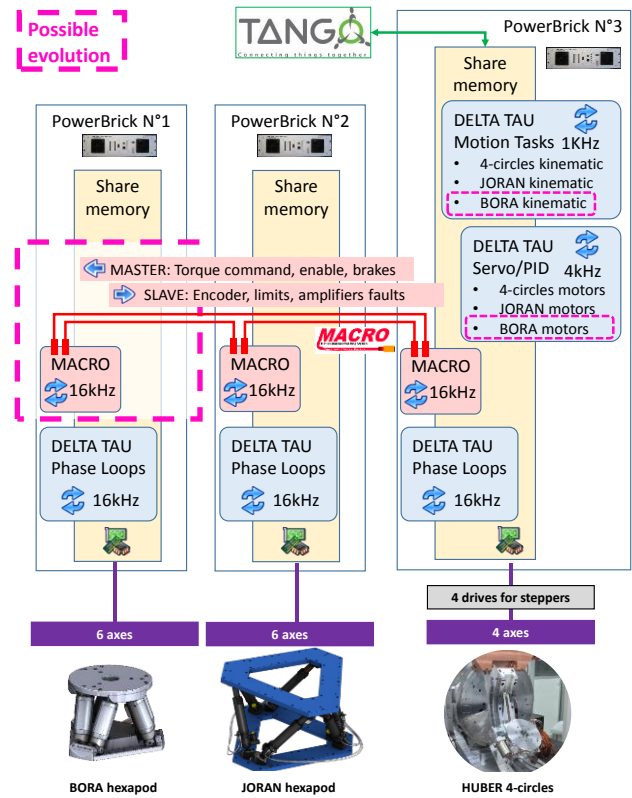 Possible
evolution
TANGO
Connecting things together
PowerBrick N°3
Share
memory
DELTA TAU
Motion Tasks 1KHz
• 4-circles kinematic
• JORAN kinematic
• BORA kinematic
DELTA TAU
Servo/PID 4kHz
• 4-circles motors
• JORAN motors
• BORA motors
PowerBrick N°1
Share
memory
PowerBrick N°2
Share
memory
MASTER: Torque command, enable, brakes
SLAVE: Encoder, limits, amplifiers faults
MACRO
MACRO
16kHz
MACRO
16kHz
MACRO
16kHz
DELTA TAU
Phase Loops
16kHz
DELTA TAU
Phase Loops
16kHz
DELTA TAU
Phase Loops
16kHz
4 drives for steppers
6 axes
6 axes
4 axes
BORA hexapod
JORAN hexapod
HUBER 4-circles